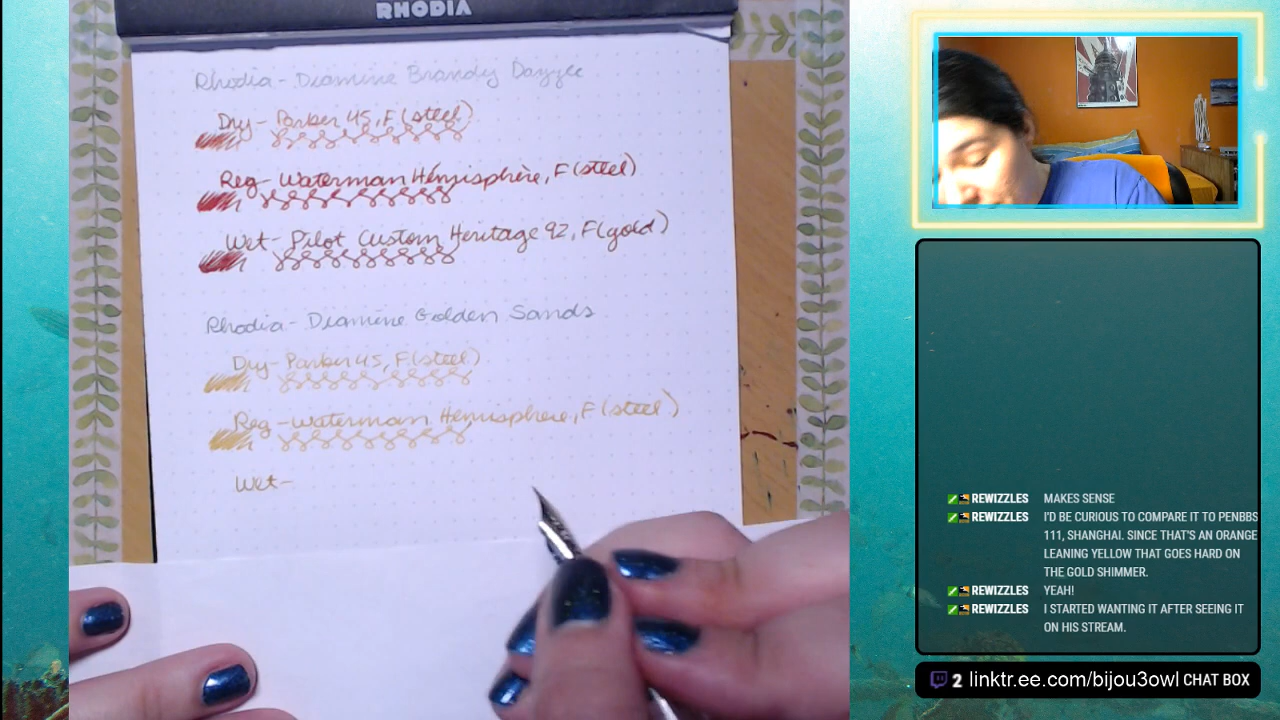 RHODIA
Rhodia - Diamine Brandy Dazzle
Dry - Parker 45, F (steel)
Reg - Waterman Hemisphère, F (steel)
Wet - Pilot Custom Heritage 92, F (gold)
Rhodia - Diamine Golden Sands
Dry - Parker 45, F (steel)
Reg - Waterman Hemisphère, F (steel)
Wet -
REWIZZLES MAKES SENSE
REWIZZLES I'D BE CURIOUS TO COMPARE IT TO PENBBS
111, SHANGHAI. SINCE THAT'S AN ORANGE
LEANING YELLOW THAT GOES HARD ON
THE GOLD SHIMMER.
REWIZZLES YEAH!
REWIZZLES I STARTED WANTING IT AFTER SEEING IT
ON HIS STREAM.
2 linktr.ee.com/bijou3owl CHAT BOX